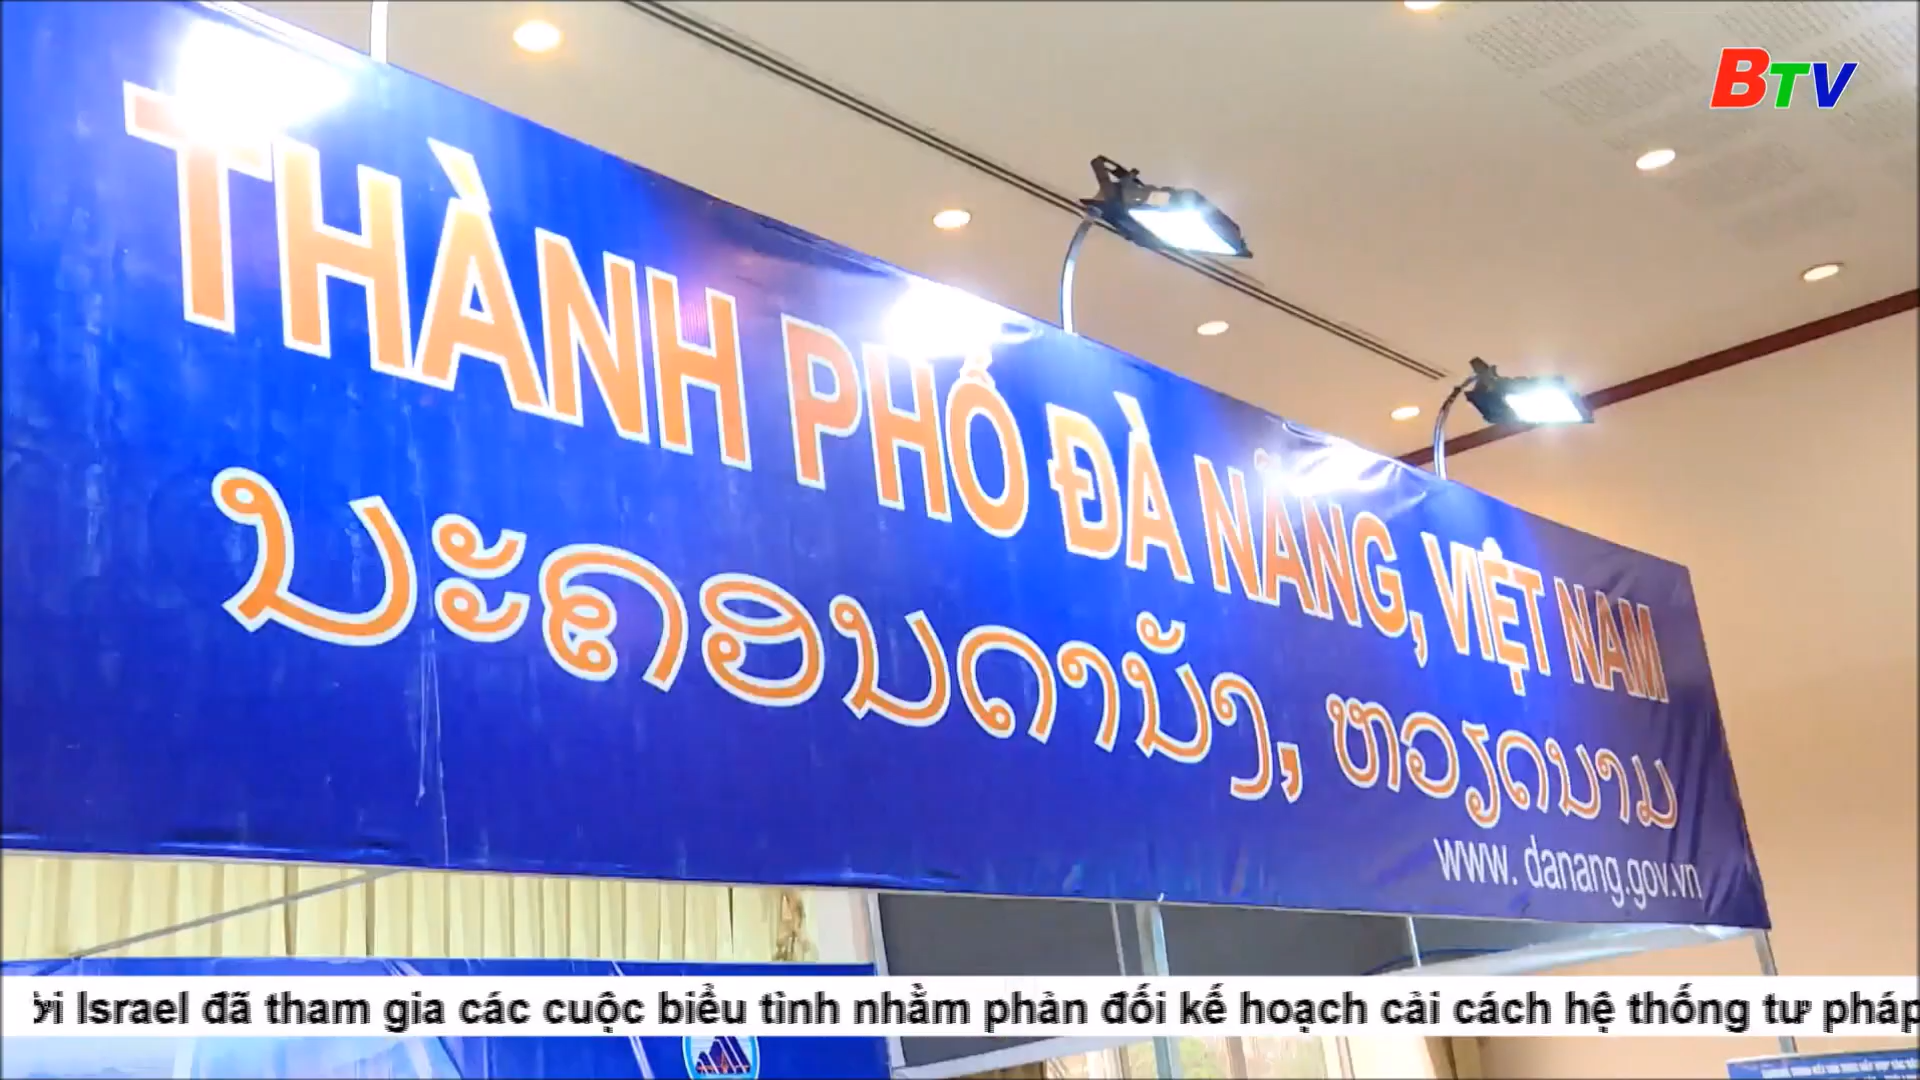 BTV
THÀNH PHỐ ĐÀ NẴNG, VIỆT NAM
ນະຄອນດານັງ, ຫວຽດນາມ
www. danang.gov.vn
Israel đã tham gia các cuộc biểu tình nhằm phản đối kế hoạch cải cách hệ thống tư pháp